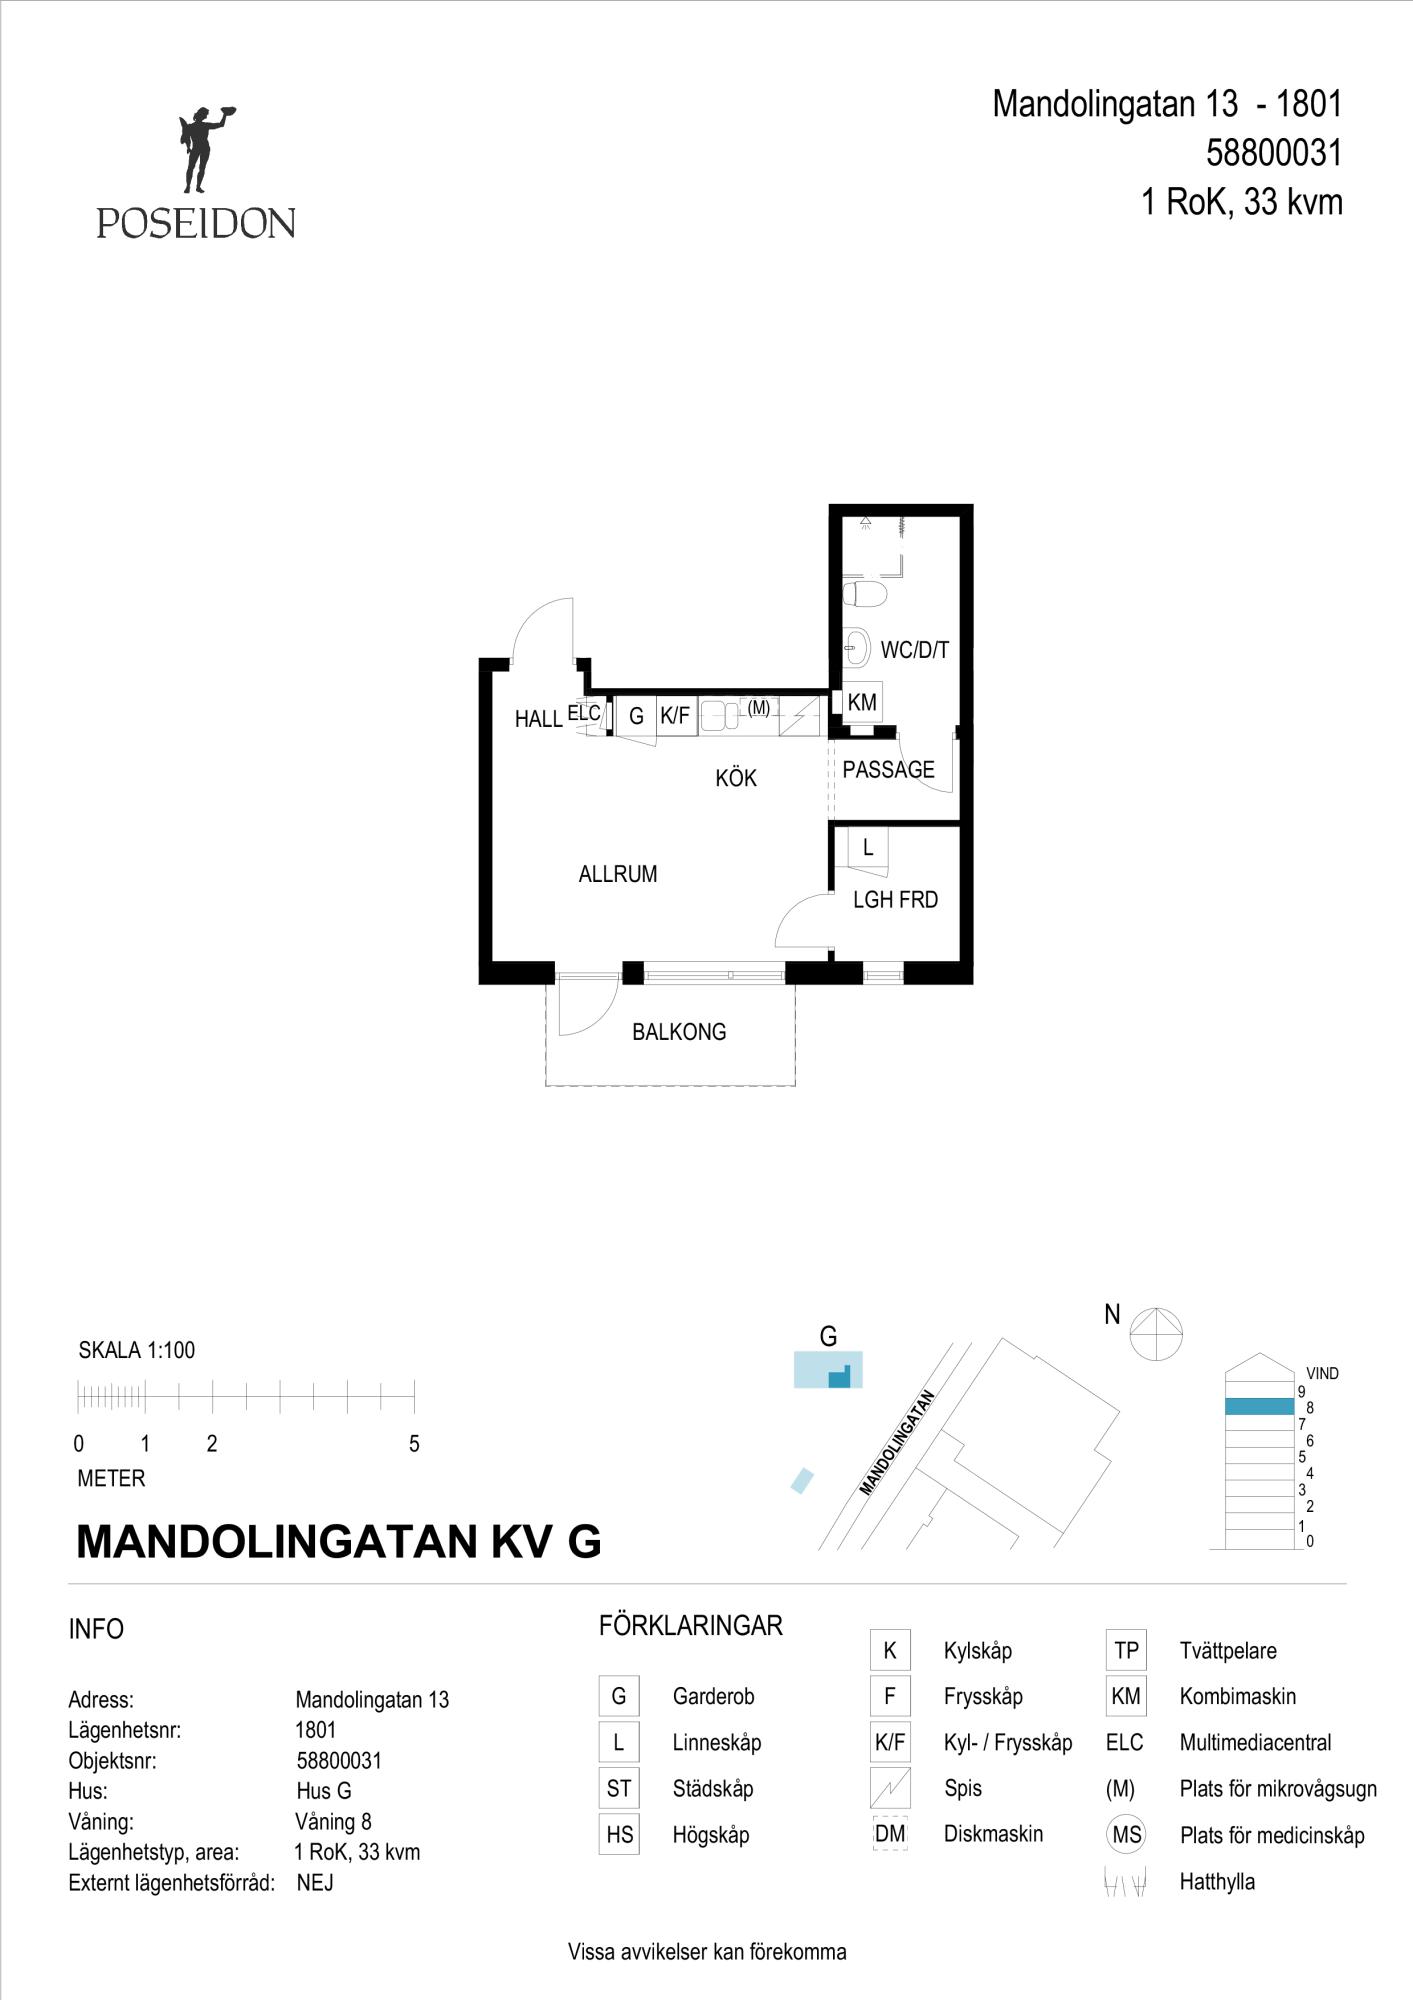 Mandolingatan 13 - 1801
58800031
1 RoK, 33 kvm
POSEIDON
WC/D/T
KM
HALL
ELC
G
K/F
(M)
KÖK
PASSAGE
L
ALLRUM
LGH FRD
BALKONG
SKALA 1:100
0 1 2 5
METER
G
N
MANDOLINGATAN
VIND
9
8
7
6
5
4
3
2
1
0
MANDOLINGATAN KV G
INFO
Adress: Mandolingatan 13
Lägenhetsnr: 1801
Objektsnr: 58800031
Hus: Hus G
Våning: Våning 8
Lägenhetstyp, area: 1 RoK, 33 kvm
Externt lägenhetsförråd: NEJ
FÖRKLARINGAR
G Garderob
L Linneskåp
ST Städskåp
HS Högskåp
K Kylskåp
F Frysskåp
K/F Kyl- / Frysskåp
Spis
DM Diskmaskin
TP Tvättpelare
KM Kombimaskin
ELC Multimediacentral
(M) Plats för mikrovågsugn
MS Plats för medicinskåp
Hatthylla
Vissa avvikelser kan förekomma